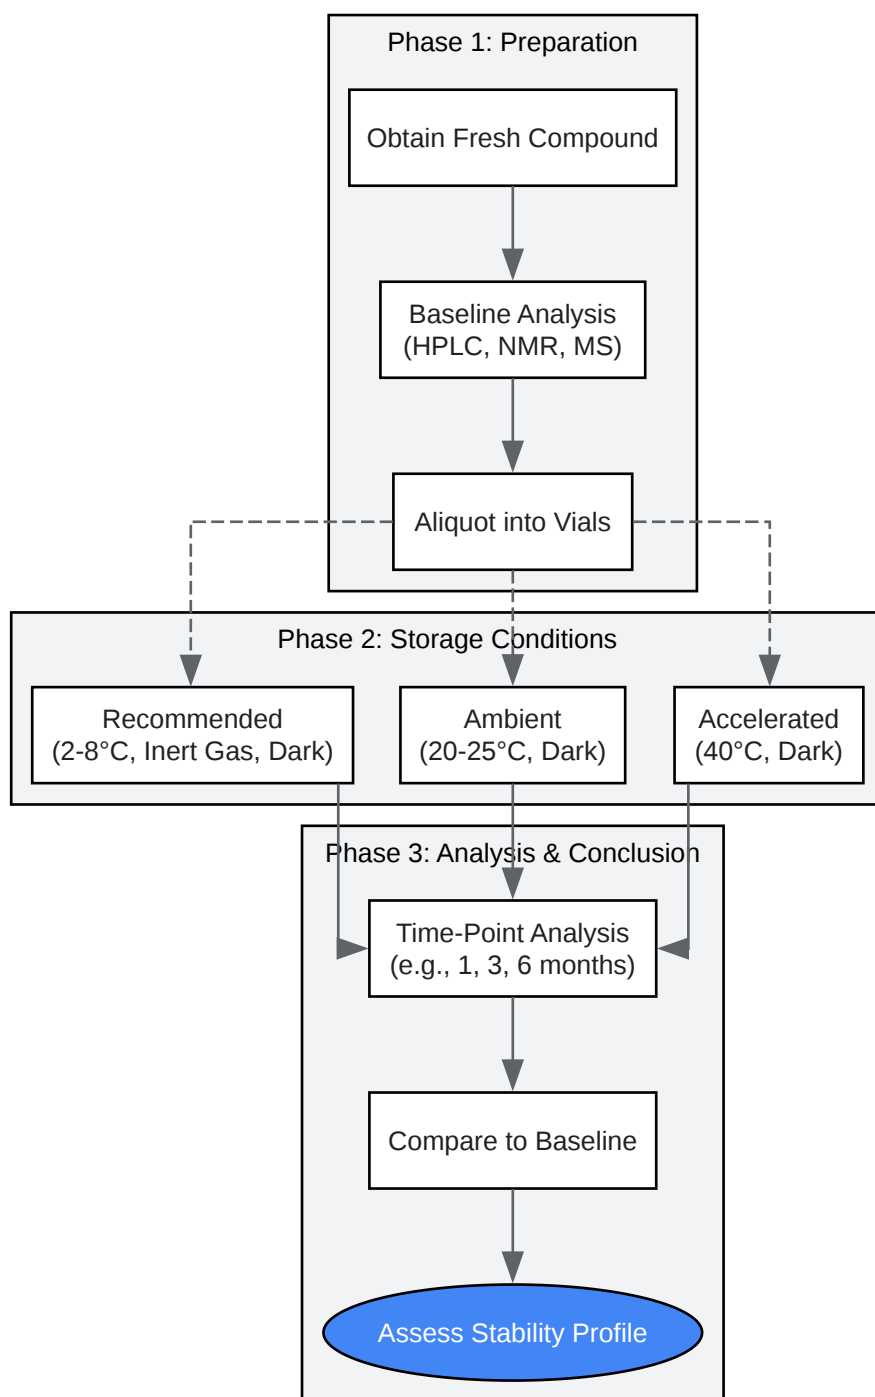 Phase 1: Preparation
Obtain Fresh Compound
Baseline Analysis
(HPLC, NMR, MS)
Aliquot into Vials
Phase 2: Storage Conditions
Recommended
(2-8°C, Inert Gas, Dark)
Ambient
(20-25°C, Dark)
Accelerated
(40°C, Dark)
Phase 3: Analysis & Conclusion
Time-Point Analysis
(e.g., 1, 3, 6 months)
Compare to Baseline
Assess Stability Profile